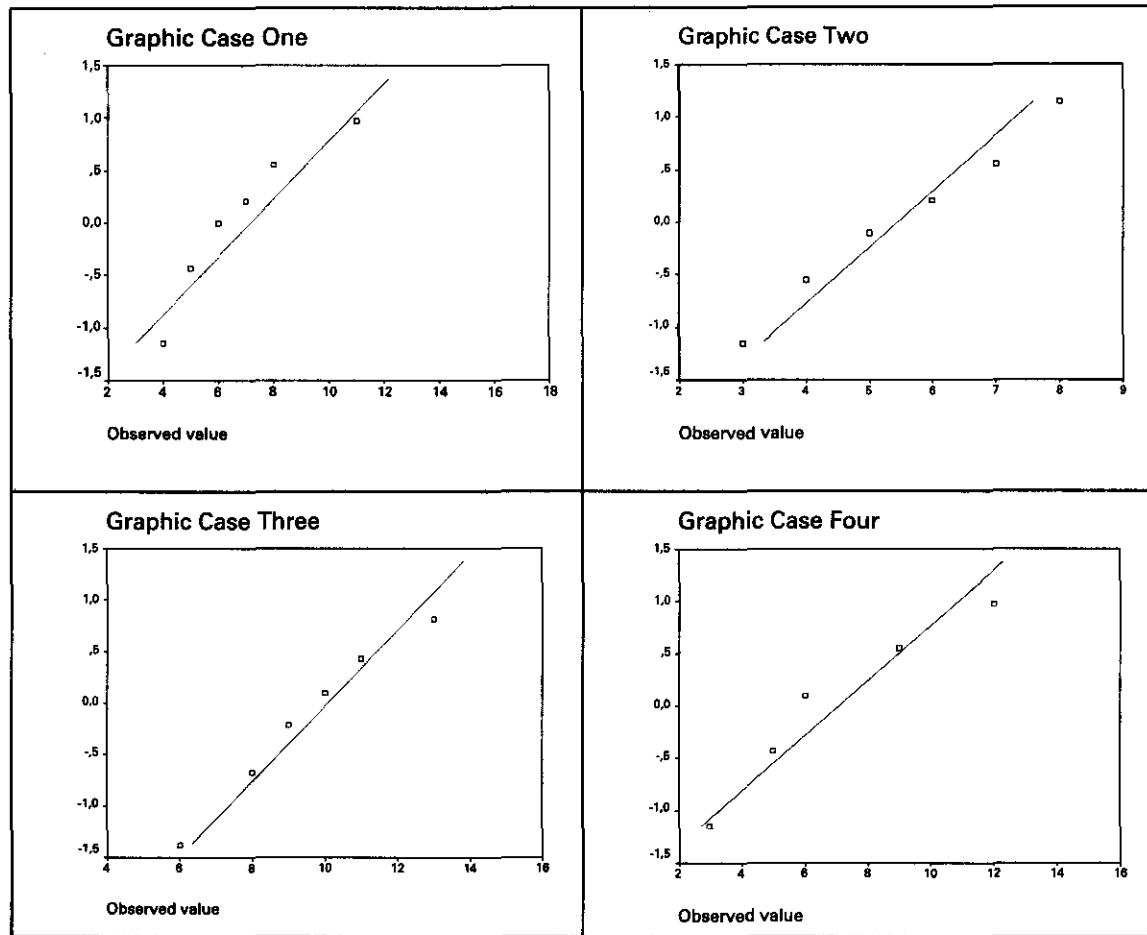 Graphic Case One
1,5
1,0
,5
0,0
-,5
-1,0
-1,5
2 4 6 8 10 12 14 16 18
Observed value
Graphic Case Two
1,5
1,0
,5
0,0
-,5
-1,0
-1,5
2 3 4 5 6 7 8 9
Observed value
Graphic Case Three
1,5
1,0
,5
0,0
-,5
-1,0
-1,5
4 6 8 10 12 14 16
Observed value
Graphic Case Four
1,5
1,0
,5
0,0
-,5
-1,0
-1,5
2 4 6 8 10 12 14 16
Observed value